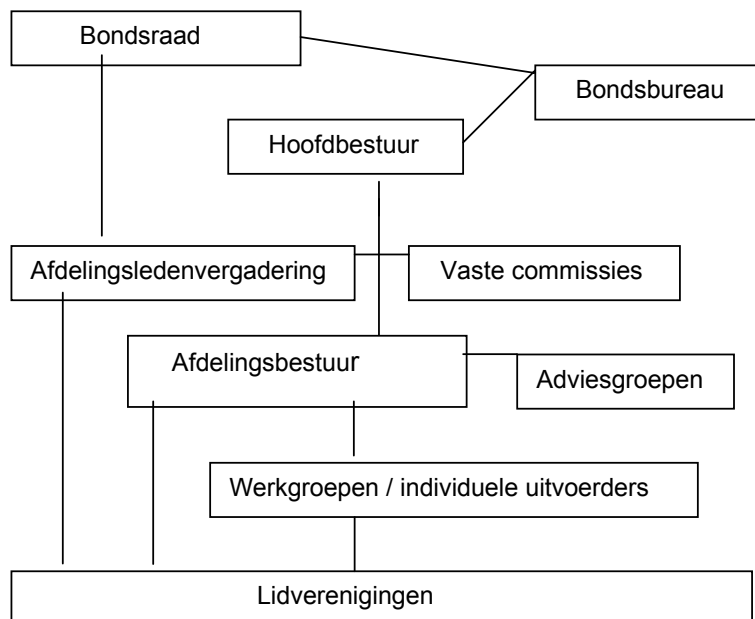 Bondsraad
Bondsbureau
Hoofdbestuur
Afdelingsledenvergadering
Vaste commissies
Afdelingsbestuur
Adviesgroepen
Werkgroepen / individuele uitvoerders
Lidverenigingen